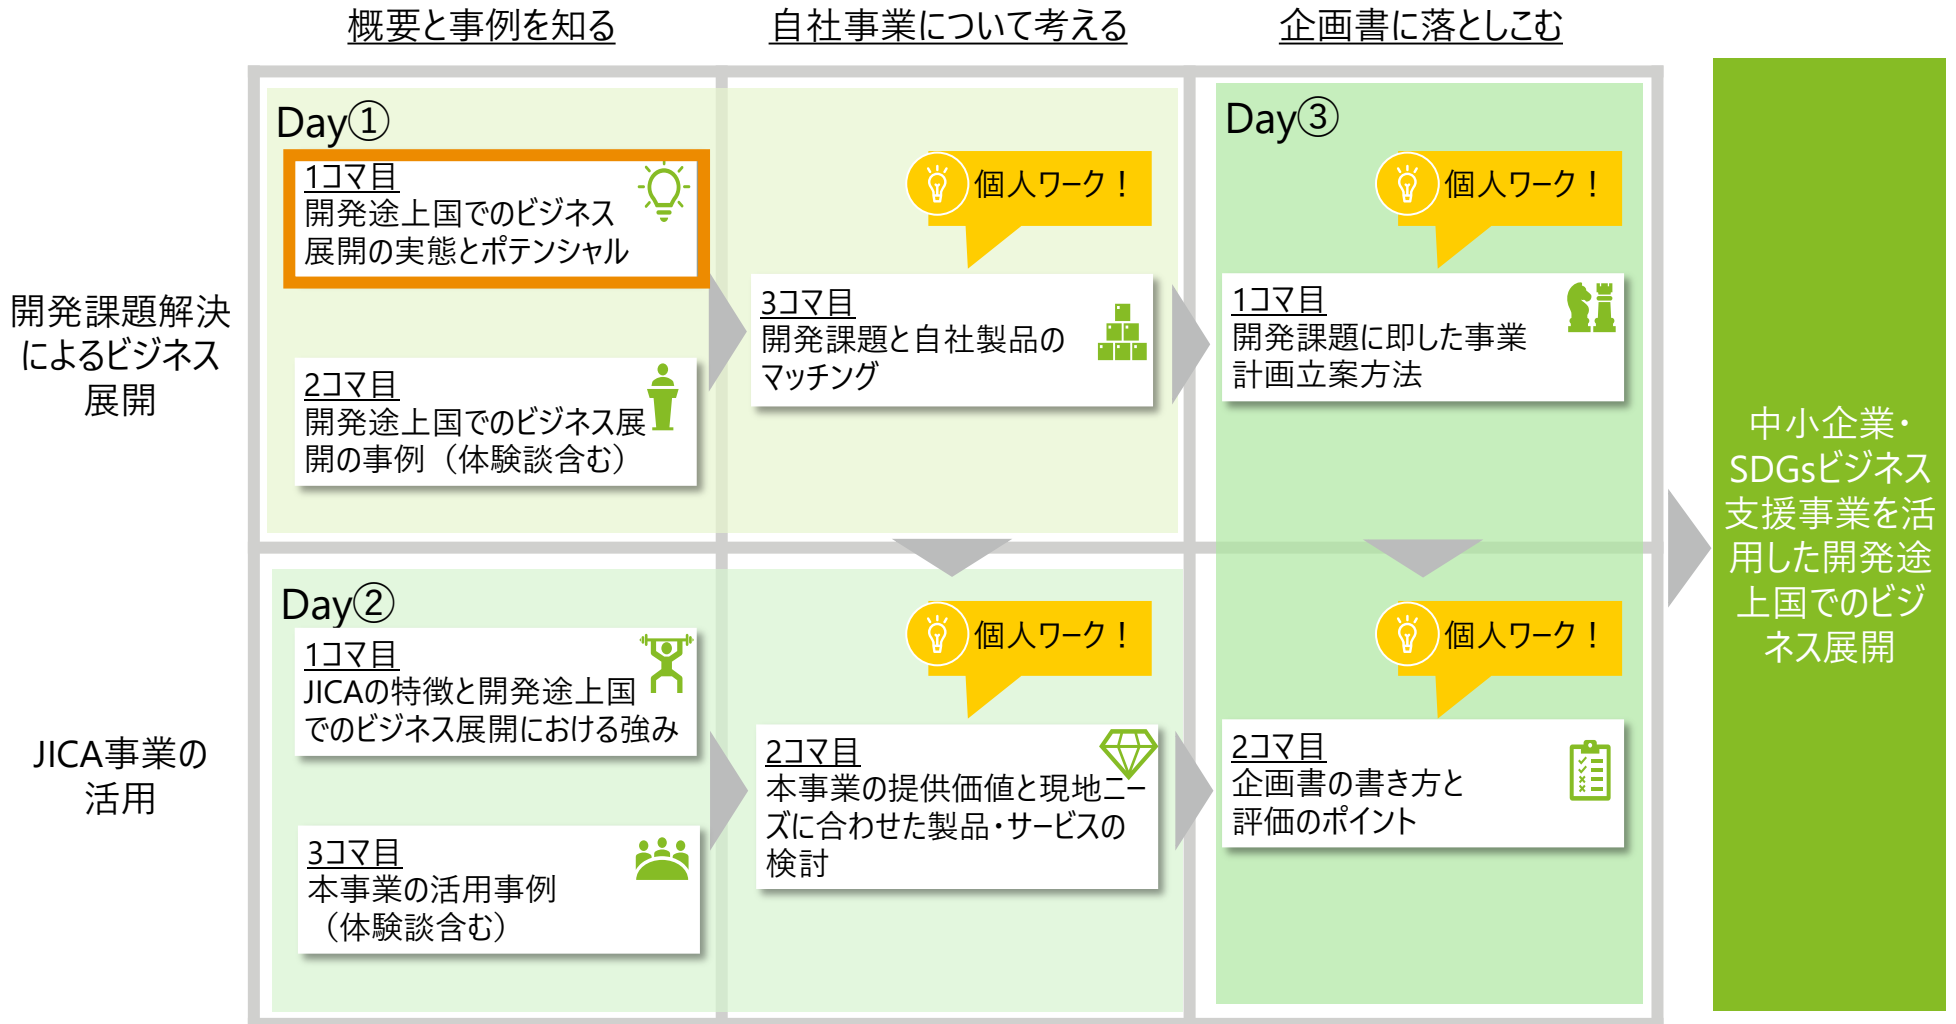 概要と事例を知る
自社事業について考える
企画書に落としこむ
開発課題解決
によるビジネス
展開
Day①
1コマ目
開発途上国でのビジネス
展開の実態とポテンシャル
2コマ目
開発途上国でのビジネス展
開の事例（体験談含む）
個人ワーク！
3コマ目
開発課題と自社製品の
マッチング
Day③
個人ワーク！
1コマ目
開発課題に即した事業
計画立案方法
JICA事業の
活用
Day②
1コマ目
JICAの特徴と開発途上国
でのビジネス展開における強み
3コマ目
本事業の活用事例
（体験談含む）
個人ワーク！
2コマ目
本事業の提供価値と現地ニー
ズに合わせた製品・サービスの
検討
個人ワーク！
2コマ目
企画書の書き方と
評価のポイント
中小企業・
SDGsビジネス
支援事業を活
用した開発途
上国でのビジ
ネス展開